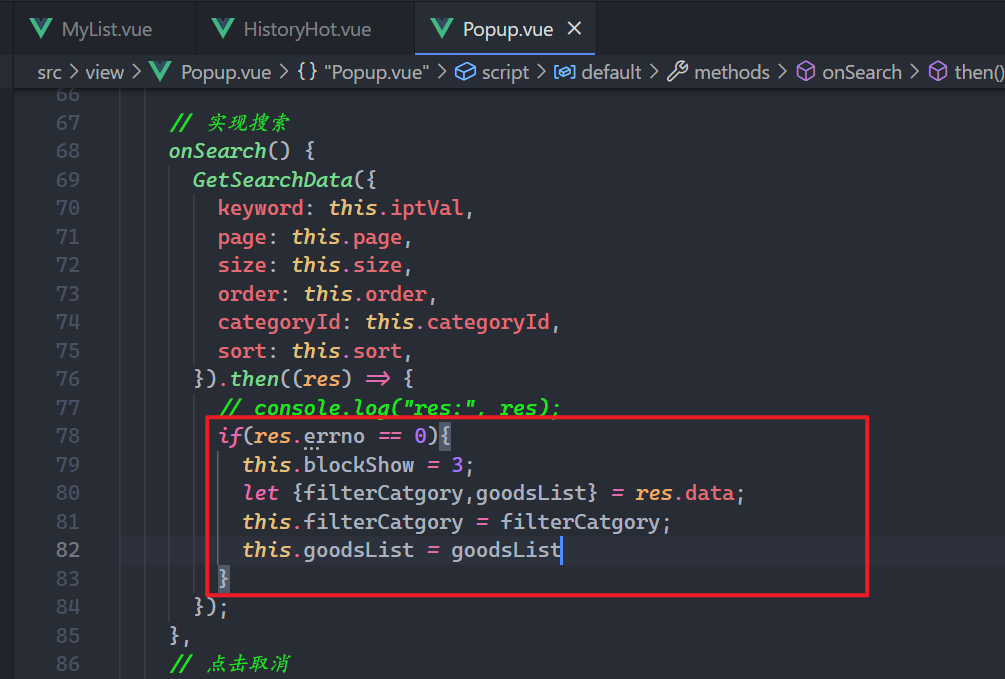 MyList.vue HistoryHot.vue Popup.vue ×
src > view > Popup.vue > {} "Popup.vue" > script > default > methods > onSearch > then()
66
67 // 实现搜索
68 onSearch() {
69 GetSearchData({
70 keyword: this.iptVal,
71 page: this.page,
72 size: this.size,
73 order: this.order,
74 categoryId: this.categoryId,
75 sort: this.sort,
76 }).then((res) => {
77 // console.log("res:", res);
78 if(res.errno == 0){
79 this.blockShow = 3;
80 let {filterCatgory,goodsList} = res.data;
81 this.filterCatgory = filterCatgory;
82 this.goodsList = goodsList
83 }
84 });
85 },
86 // 点击取消